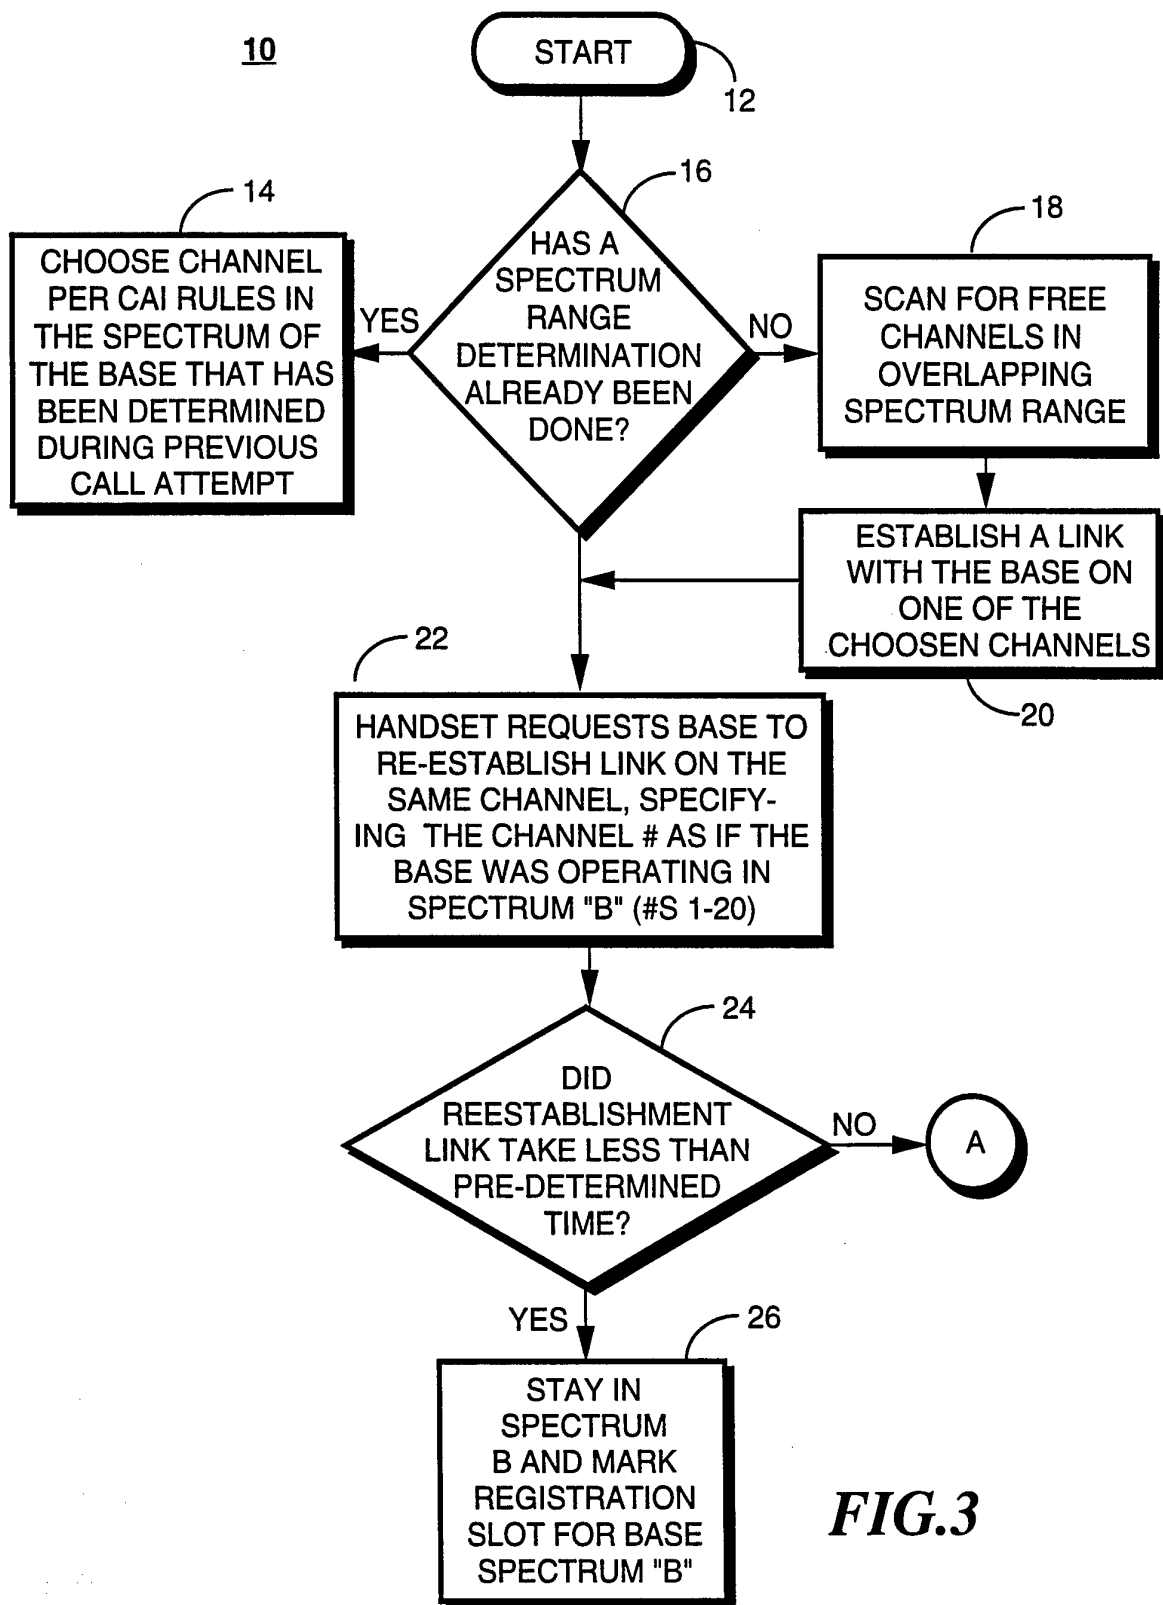 10
START
12
16
14
18
HAS A
SPECTRUM
RANGE
DETERMINATION
ALREADY BEEN
DONE?
YES
NO
CHOOSE CHANNEL
PER CAI RULES IN
THE SPECTRUM OF
THE BASE THAT HAS
BEEN DETERMINED
DURING PREVIOUS
CALL ATTEMPT
SCAN FOR FREE
CHANNELS IN
OVERLAPPING
SPECTRUM RANGE
ESTABLISH A LINK
WITH THE BASE ON
ONE OF THE
CHOOSEN CHANNELS
20
22
HANDSET REQUESTS BASE TO
RE-ESTABLISH LINK ON THE
SAME CHANNEL, SPECIFY-
ING THE CHANNEL # AS IF THE
BASE WAS OPERATING IN
SPECTRUM "B" (#S 1-20)
24
DID
REESTABLISHMENT
LINK TAKE LESS THAN
PRE-DETERMINED
TIME?
NO
A
YES
26
STAY IN
SPECTRUM
B AND MARK
REGISTRATION
SLOT FOR BASE
SPECTRUM "B"
FIG.3